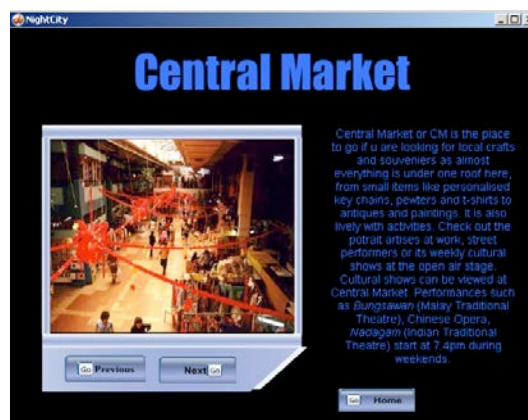 NightCity
Central Market
Central Market or CM is the place
to go if u are looking for local crafts
and souveniers as almost
everything is under one roof here,
from small items like personalised
key chains, pewters and t-shirts to
antiques and paintings. It is also
lively with activities. Check out the
potrait artises at work, street
performers or its weekly cultural
shows at the open air stage.
Cultural shows can be viewed at
Central Market. Performances such
as Bungsawan (Malay Traditional
Theatre), Chinese Opera,
Nadagam (Indian Traditional
Theatre) start at 7.4pm during
weekends.
Go Previous
Next Go
Go Home